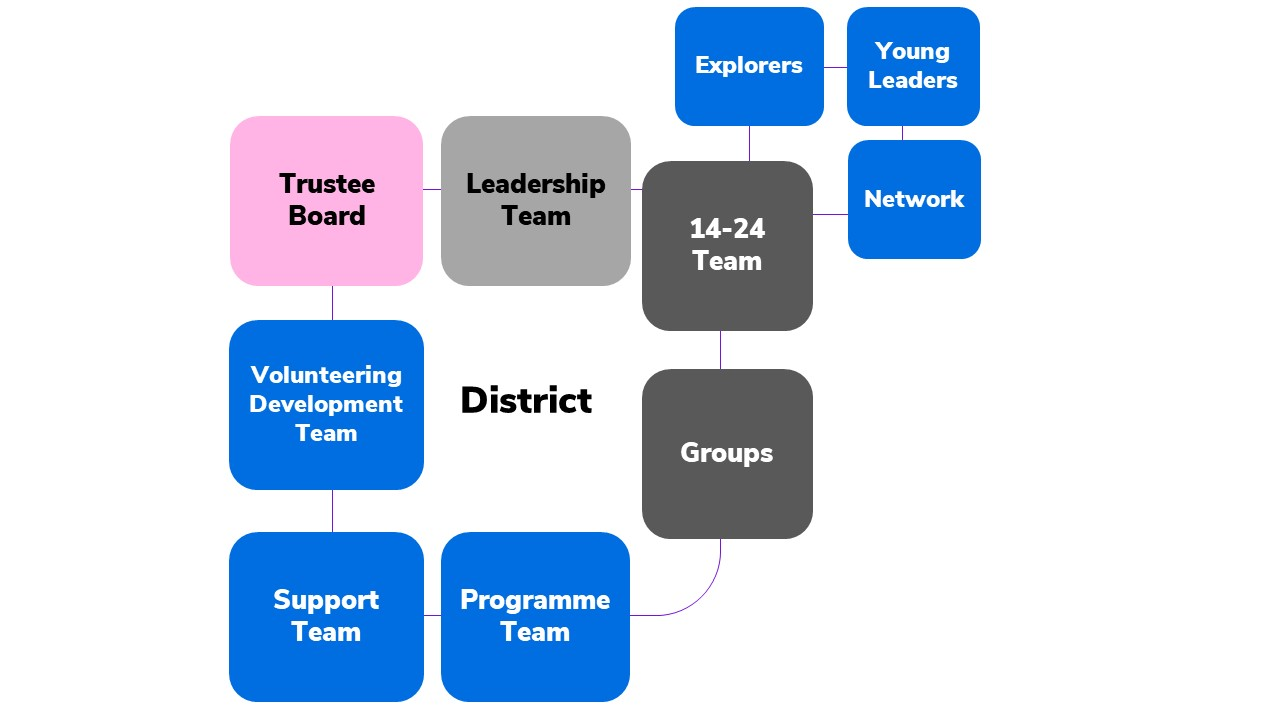 Explorers
Young
Leaders
Trustee
Board
Leadership
Team
14-24
Team
Network
Volunteering
Development
Team
District
Groups
Support
Team
Programme
Team